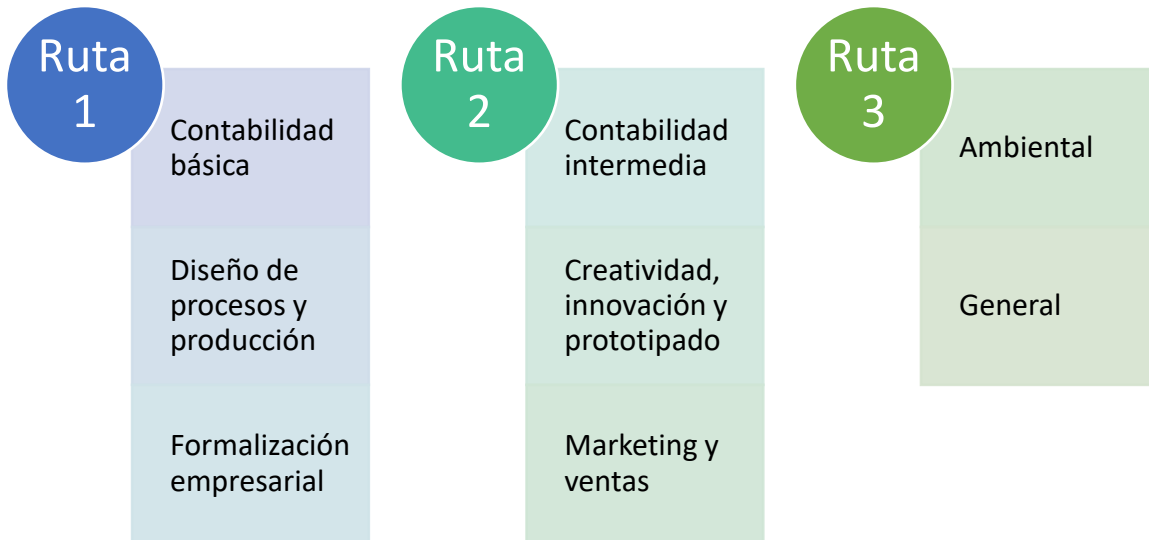 Ruta
1
Contabilidad
básica
Diseño de
procesos y
producción
Formalización
empresarial
Ruta
2
Contabilidad
intermedia
Creatividad,
innovación y
prototipado
Marketing y
ventas
Ruta
3
Ambiental
General